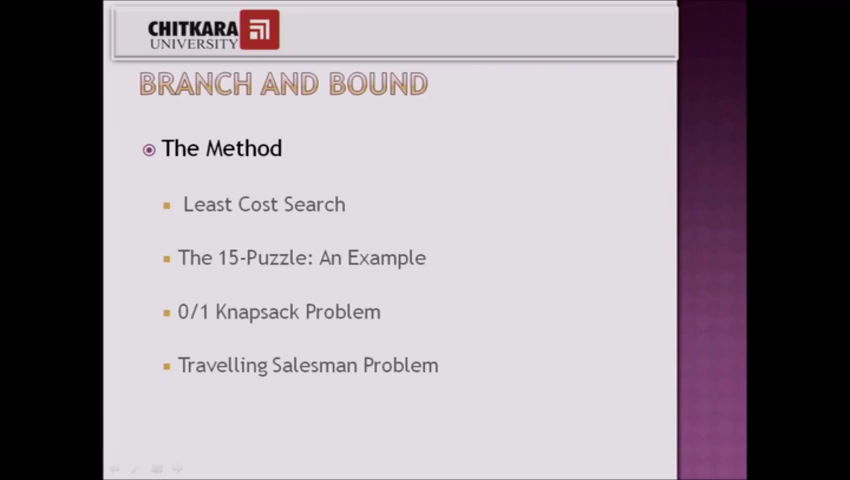 CHITKARA
UNIVERSITY
BRANCH AND BOUND
The Method
Least Cost Search
The 15-Puzzle: An Example
0/1 Knapsack Problem
Travelling Salesman Problem